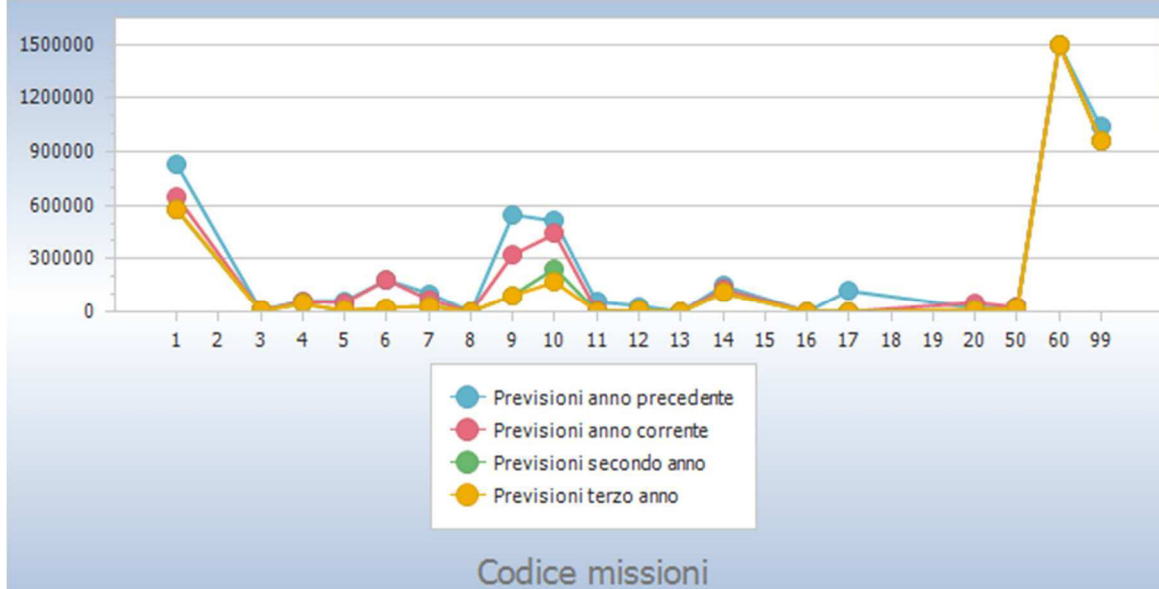 1500000
1200000
900000
600000
300000
0
1 2 3 4 5 6 7 8 9 10 11 12 13 14 15 16 17 18 19 20 50 60 99
Previsioni anno precedente
Previsioni anno corrente
Previsioni secondo anno
Previsioni terzo anno
Codice missioni